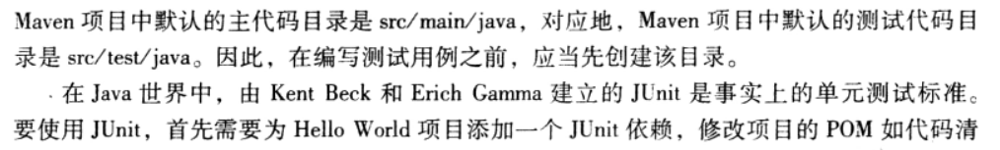 Maven 项目中默认的主代码目录是 src/main/java，对应地，Maven 项目中默认的测试代码目
录是 src/test/java。因此，在编写测试用例之前，应当先创建该目录。
在 Java 世界中，由 Kent Beck 和 Erich Gamma 建立的 JUnit 是事实上的单元测试标准。
要使用 JUnit，首先需要为 Hello World 项目添加一个 JUnit 依赖，修改项目的 POM 如代码清